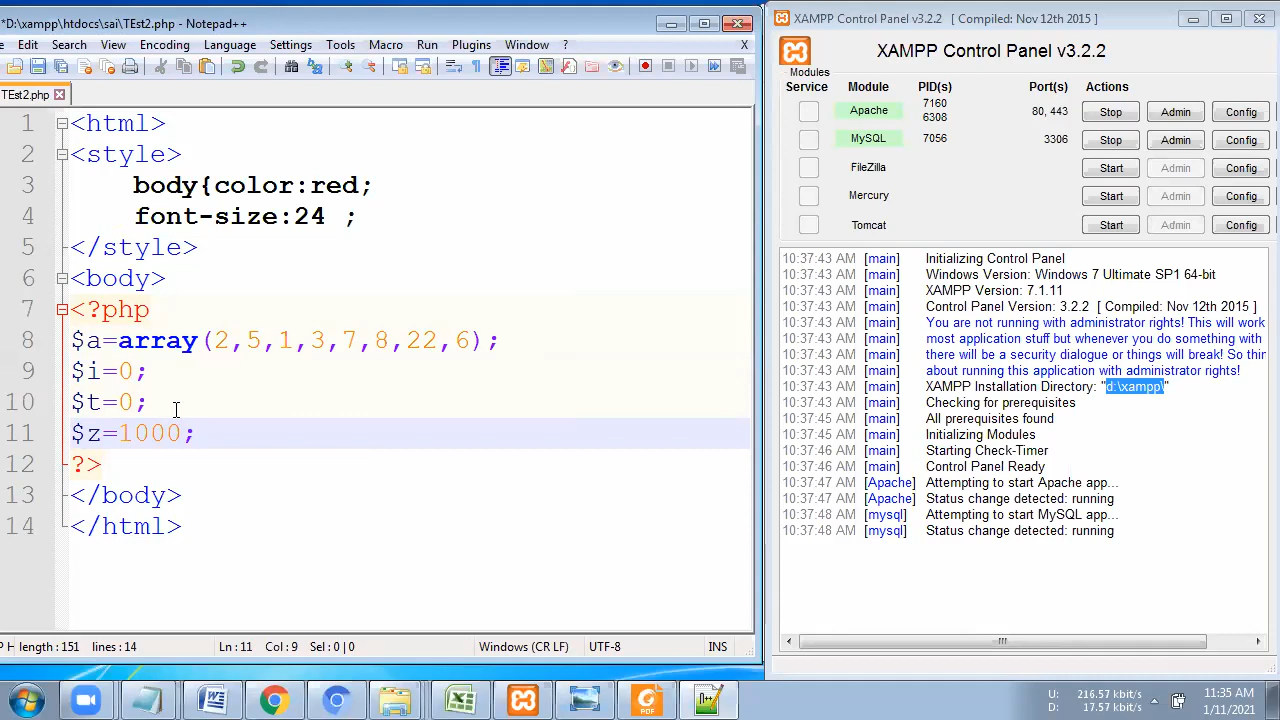 *D:\xampp\htdocs\sai\TEst2.php - Notepad++
Edit Search View Encoding Language Settings Tools Macro Run Plugins Window ? X
TEst2.php
1 <html>
2 <style>
3 body{color:red;
4 font-size:24 ;
5 </style>
6 <body>
7 <?php
8 $a=array(2,5,1,3,7,8,22,6);
9 $i=0;
10 $t=0;
11 $z=1000;
12 ?>
13 </body>
14 </html>
P H length:151 lines:14 Ln:11 Col:9 Sel:0|0 Windows (CR LF) UTF-8 INS
XAMPP Control Panel v3.2.2 [ Compiled: Nov 12th 2015 ]
XAMPP Control Panel v3.2.2
Modules
Service Module PID(s) Port(s) Actions
Apache 7160 6308 80, 443 Stop Admin Config
MySQL 7056 3306 Stop Admin Config
FileZilla Start Admin Config
Mercury Start Admin Config
Tomcat Start Admin Config
10:37:43 AM [main] Initializing Control Panel
10:37:43 AM [main] Windows Version: Windows 7 Ultimate SP1 64-bit
10:37:43 AM [main] XAMPP Version: 7.1.11
10:37:43 AM [main] Control Panel Version: 3.2.2 [ Compiled: Nov 12th 2015 ]
10:37:43 AM [main] You are not running with administrator rights! This will work
10:37:43 AM [main] most application stuff but whenever you do something with
10:37:43 AM [main] there will be a security dialogue or things will break! So thin
10:37:43 AM [main] about running this application with administrator rights!
10:37:43 AM [main] XAMPP Installation Directory: "d:\xampp\"
10:37:43 AM [main] Checking for prerequisites
10:37:45 AM [main] All prerequisites found
10:37:45 AM [main] Initializing Modules
10:37:46 AM [main] Starting Check-Timer
10:37:46 AM [main] Control Panel Ready
10:37:47 AM [Apache] Attempting to start Apache app...
10:37:47 AM [Apache] Status change detected: running
10:37:48 AM [mysql] Attempting to start MySQL app...
10:37:48 AM [mysql] Status change detected: running
PDF
U: 216.57 kbit/s
D: 17.57 kbit/s
11:35 AM
1/11/2021